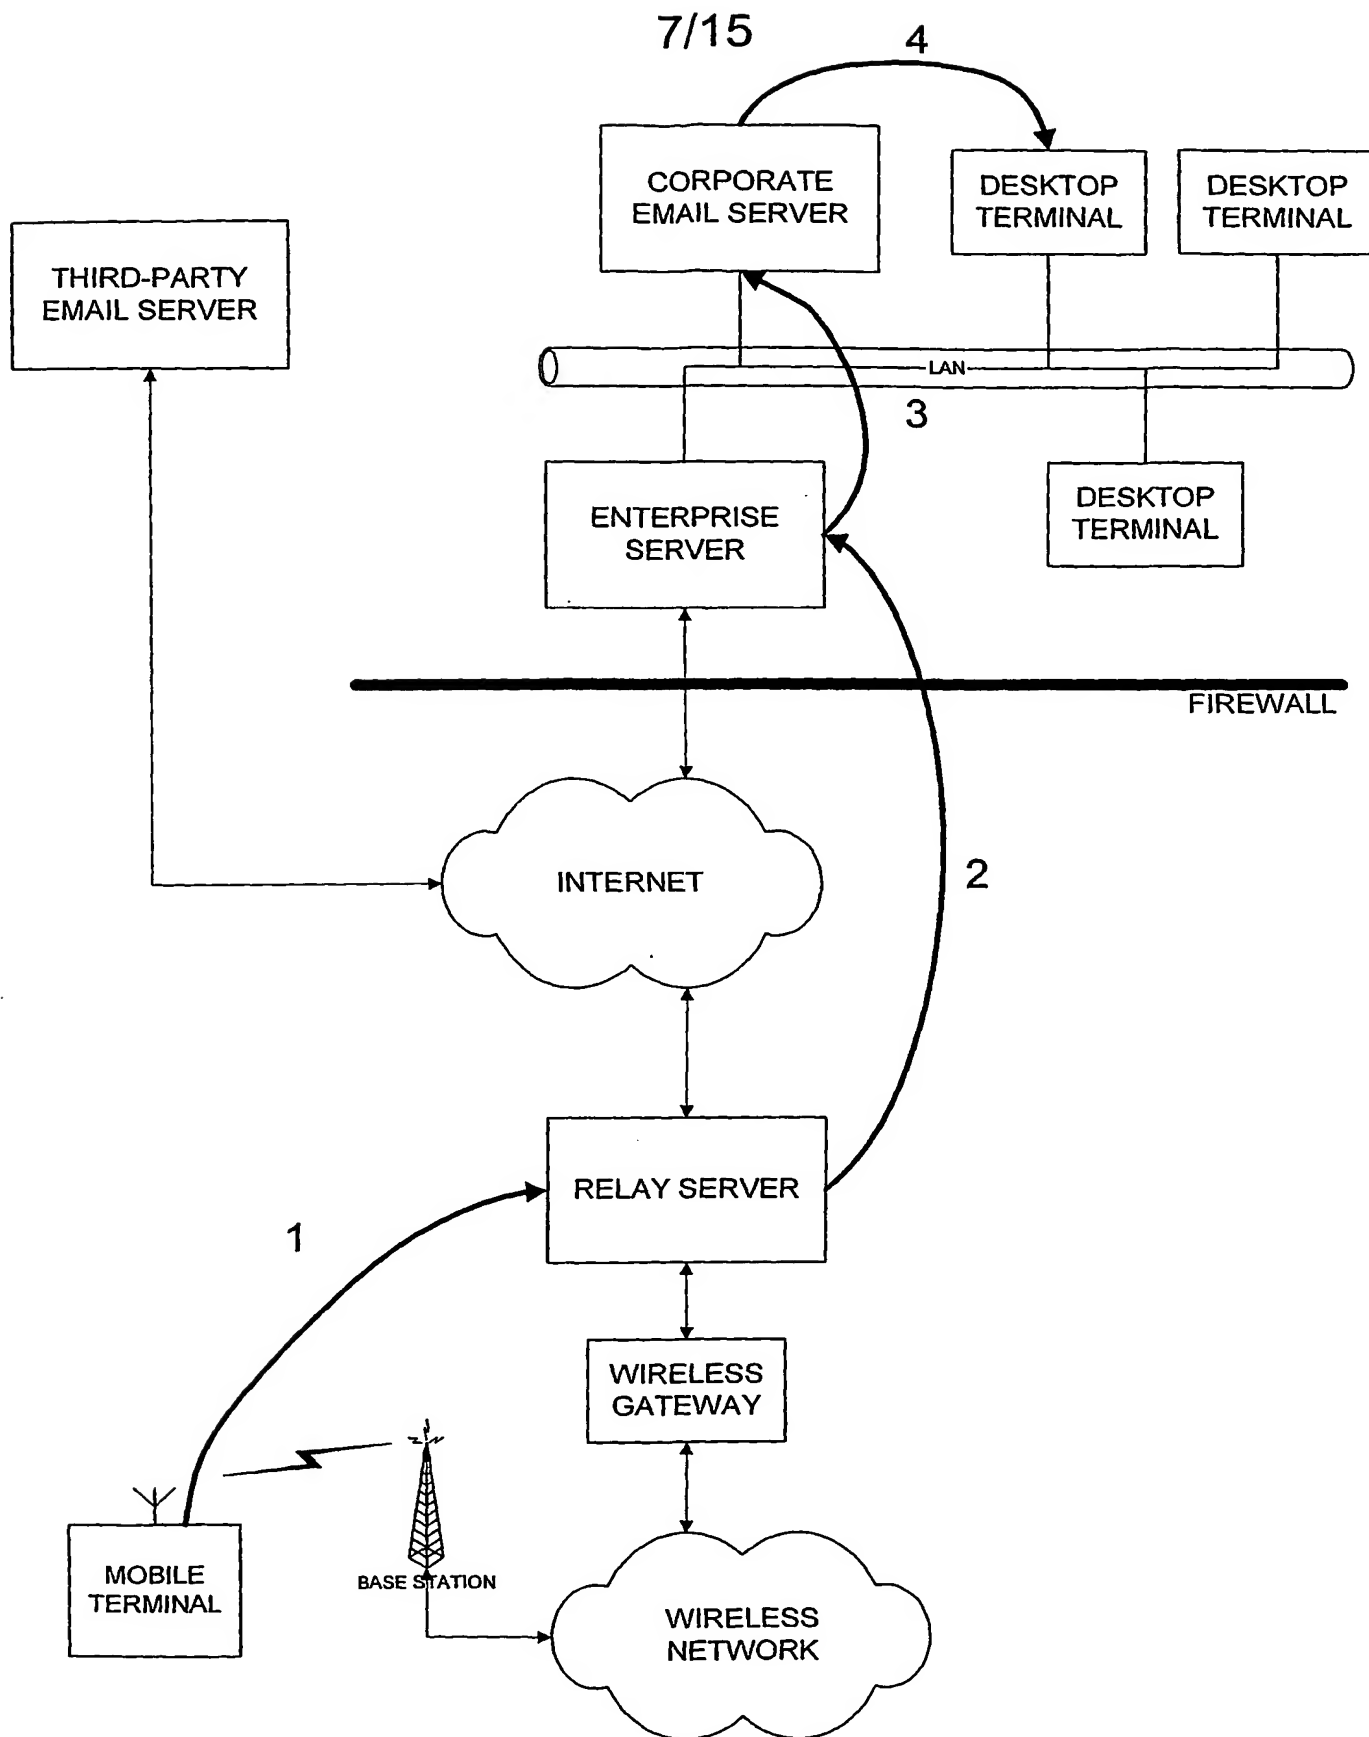 7/15
4
CORPORATE
EMAIL SERVER
DESKTOP
TERMINAL
DESKTOP
TERMINAL
THIRD-PARTY
EMAIL SERVER
LAN
3
ENTERPRISE
SERVER
DESKTOP
TERMINAL
FIREWALL
INTERNET
2
RELAY SERVER
1
WIRELESS
GATEWAY
MOBILE
TERMINAL
BASE STATION
WIRELESS
NETWORK